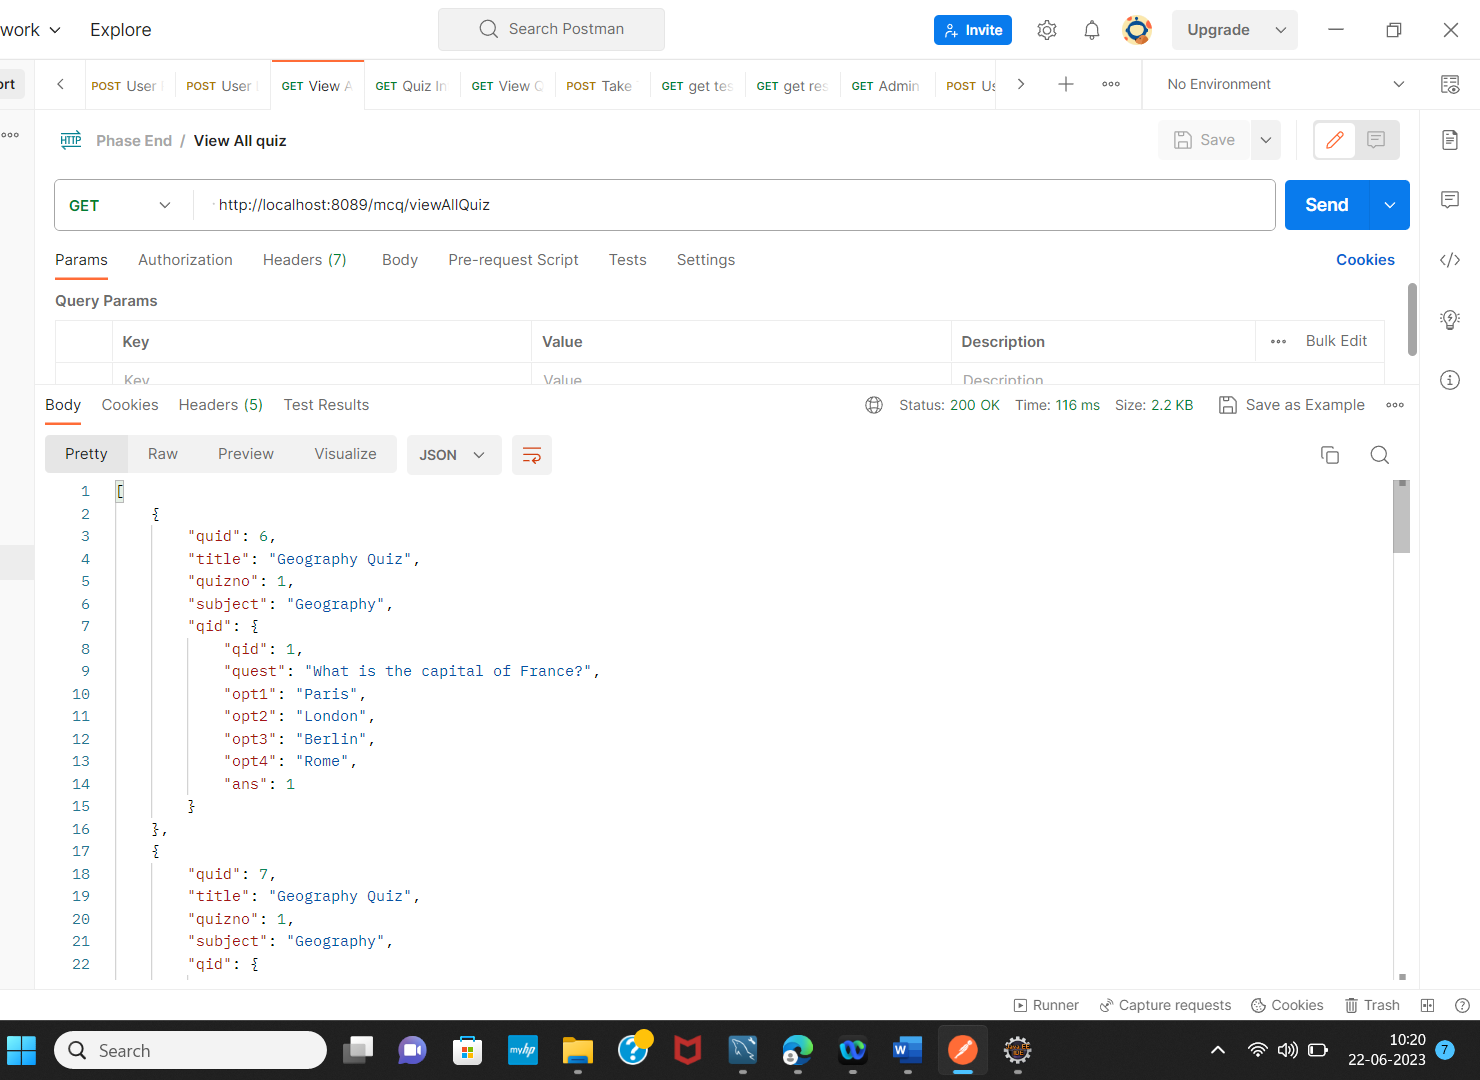 work Explore Search Postman Invite Upgrade
ort POST User POST User GET View A GET Quiz In GET View Q POST Take GET get tes GET get res GET Admin POST Us No Environment
HTTP Phase End / View All quiz Save
GET http://localhost:8089/mcq/viewAllQuiz Send
Params Authorization Headers (7) Body Pre-request Script Tests Settings Cookies
Query Params
Key Value Description Bulk Edit
Key Value Description
Body Cookies Headers (5) Test Results Status: 200 OK Time: 116 ms Size: 2.2 KB Save as Example
Pretty Raw Preview Visualize JSON
1 [
2 {
3 "quid": 6,
4 "title": "Geography Quiz",
5 "quizno": 1,
6 "subject": "Geography",
7 "qid": {
8 "qid": 1,
9 "quest": "What is the capital of France?",
10 "opt1": "Paris",
11 "opt2": "London",
12 "opt3": "Berlin",
13 "opt4": "Rome",
14 "ans": 1
15 }
16 },
17 {
18 "quid": 7,
19 "title": "Geography Quiz",
20 "quizno": 1,
21 "subject": "Geography",
22 "qid": {
Runner Capture requests Cookies Trash
Search myhp W 10:20
22-06-2023 7